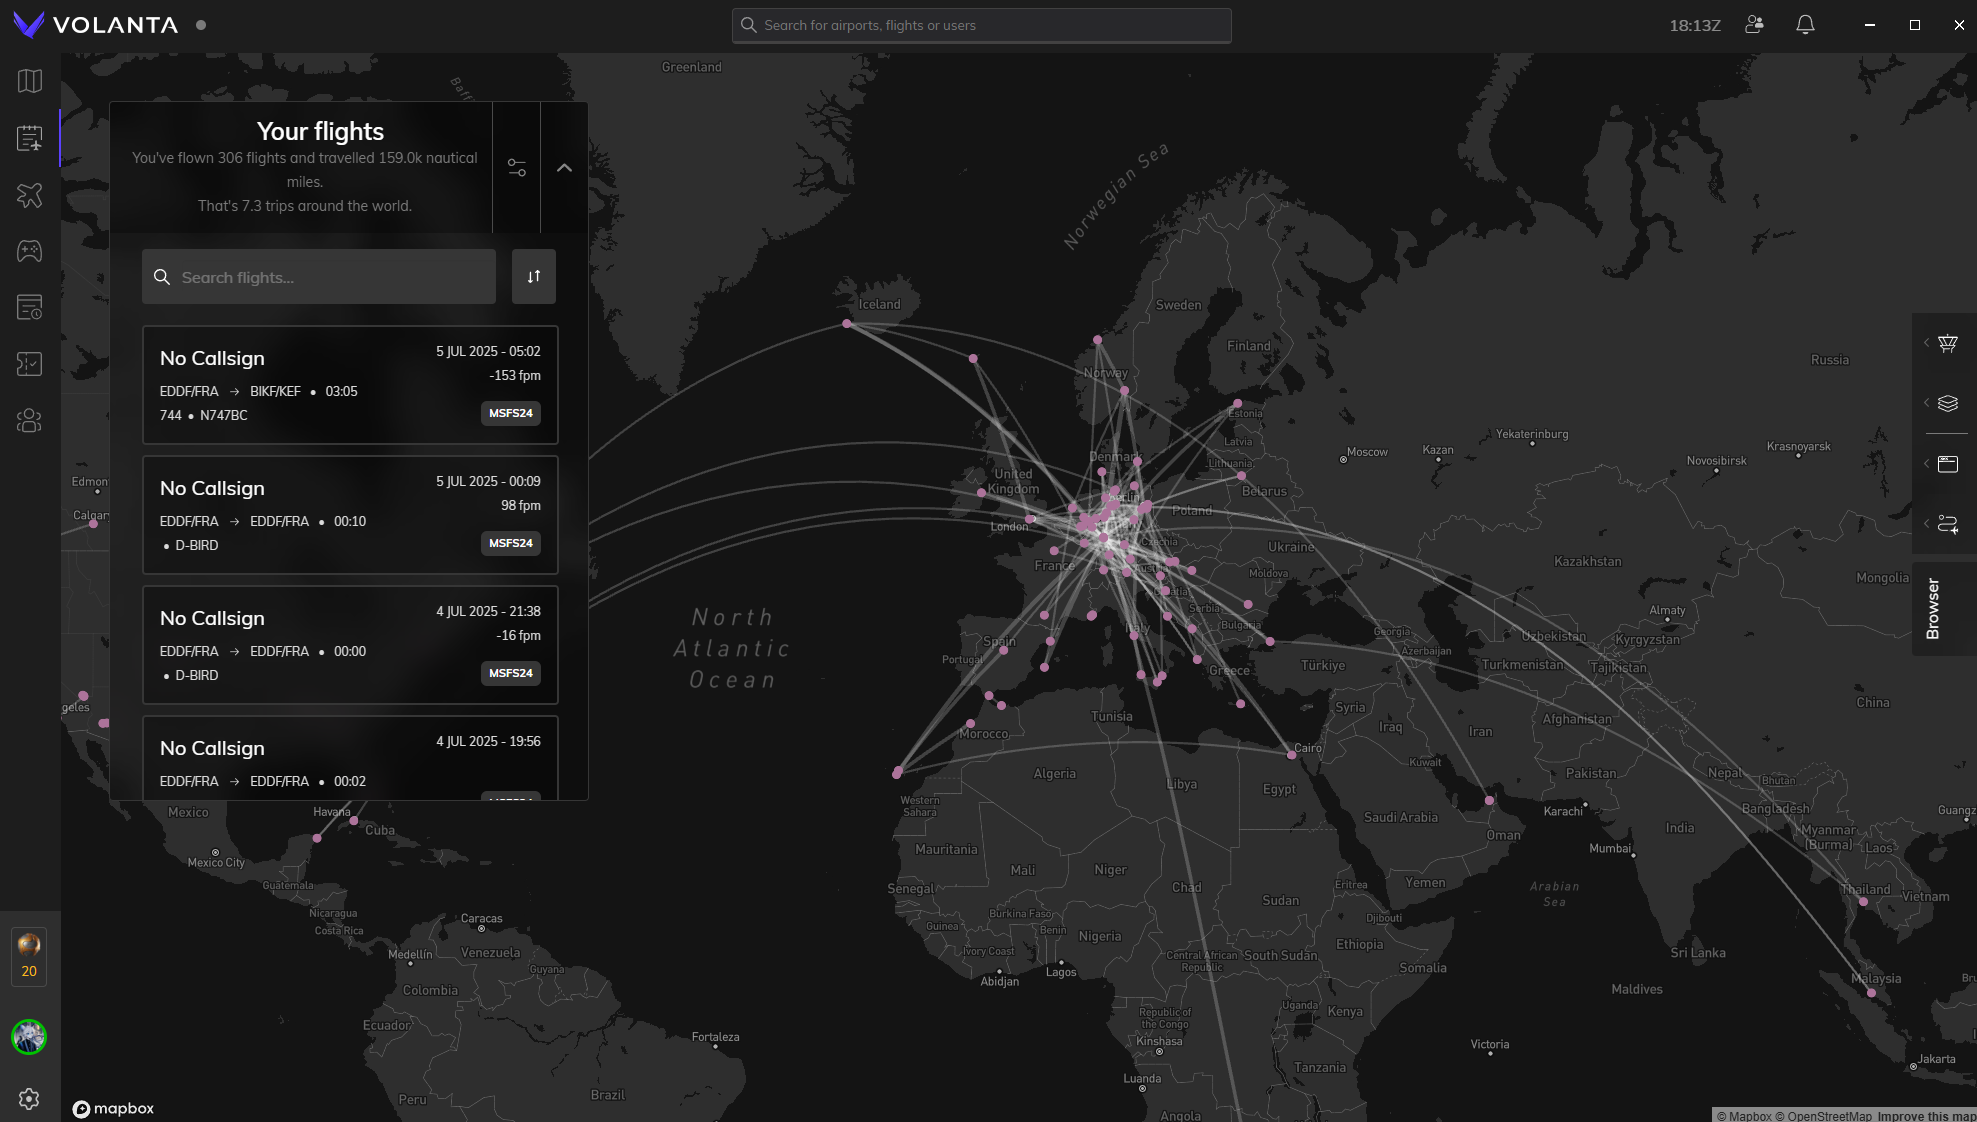 VOLANTA
Search for airports, flights or users
18:13Z
Your flights
You've flown 306 flights and travelled 159.0k nautical
miles.
That's 7.3 trips around the world.
Search flights...
No Callsign
5 JUL 2025 - 05:02
-153 fpm
EDDF/FRA → BIKF/KEF • 03:05
744 • N747BC
MSFS24
No Callsign
5 JUL 2025 - 00:09
98 fpm
EDDF/FRA → EDDF/FRA • 00:10
• D-BIRD
MSFS24
No Callsign
4 JUL 2025 - 21:38
-16 fpm
EDDF/FRA → EDDF/FRA • 00:00
• D-BIRD
MSFS24
No Callsign
4 JUL 2025 - 19:56
EDDF/FRA → EDDF/FRA • 00:02
20
Browser
Greenland
Baff
Norwegian Sea
Iceland
Sweden
Finland
Norway
Russia
Estonia
Latvia
Lithuania
Denmark
United
Kingdom
London
Berlin
Belarus
Poland
Czechia
Ukraine
France
Austria
Moldova
Croatia
Serbia
Bulgaria
Italy
Spain
Portugal
Greece
Türkiye
Georgia
Azerbaijan
Moscow
Kazan
Yekaterinburg
Novosibirsk
Krasnoyarsk
Kazakhstan
Mongolia
Almaty
Uzbekistan
Kyrgyzstan
Turkmenistan
Tajikistan
China
Afghanistan
Syria
Iraq
Iran
Kuwait
Pakistan
Nepal
Bhutan
Bangladesh
Karachi
India
Mumbai
Myanmar
(Burma)
Laos
Guangz
Thailand
Vietnam
Sri Lanka
Maldives
Malaysia
Bru
Jakarta
Arabian
Sea
Oman
Saudi Arabia
Yemen
Cairo
Egypt
Libya
Tunisia
Algeria
Morocco
Western
Sahara
Mauritania
Mali
Niger
Chad
Sudan
Eritrea
Djibouti
Ethiopia
Somalia
Senegal
Guinea
Burkina Faso
Benin
Ivory Coast
Nigeria
Lagos
Abidjan
Central African
Republic
South Sudan
Uganda
Kenya
Republic of
the Congo
Kinshasa
Luanda
Tanzania
Angola
Victoria
North
Atlantic
Ocean
Edmon
Calgary
geles
Mexico
Mexico City
Havana
Cuba
Guatemala
Nicaragua
Costa Rica
Caracas
Medellín
Venezuela
Guyana
Colombia
Ecuador
Peru
Brazil
Fortaleza
mapbox
© Mapbox © OpenStreetMap Improve this map